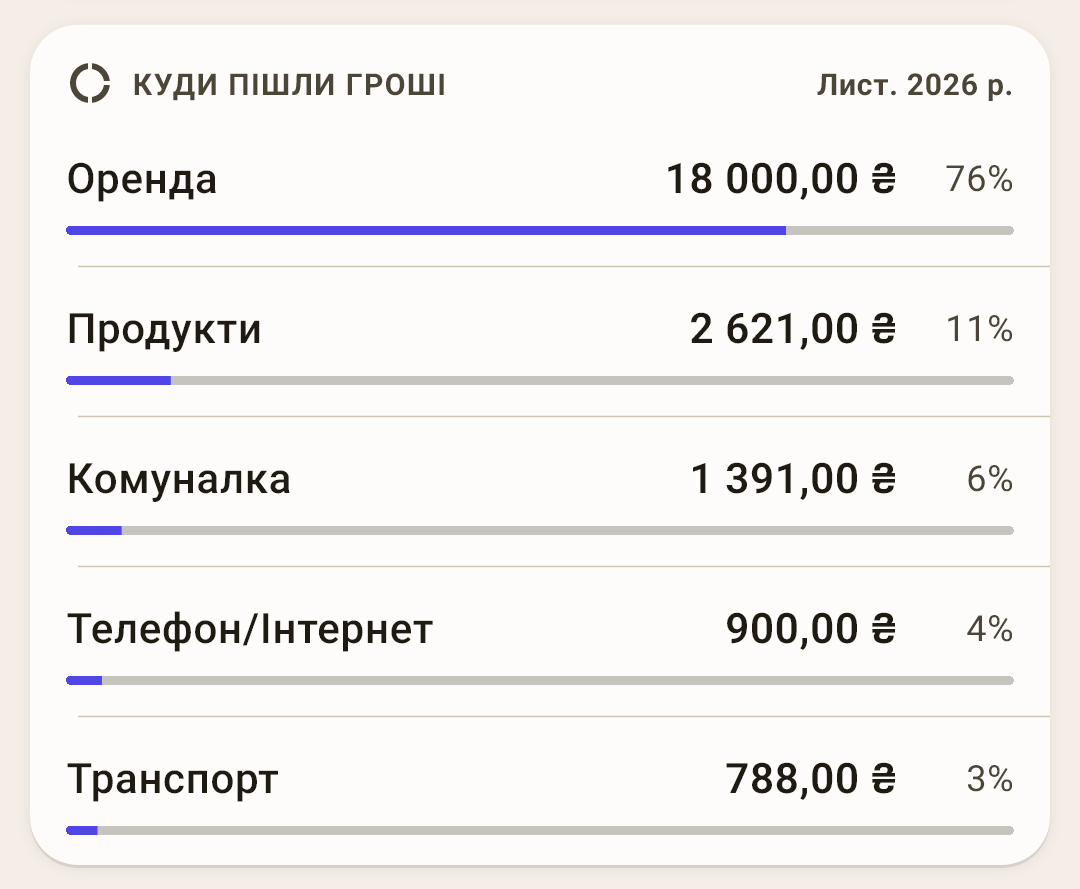 КУДИ ПІШЛИ ГРОШІ Лист. 2026 р.
Оренда 18 000,00 ₴ 76%
Продукти 2 621,00 ₴ 11%
Комуналка 1 391,00 ₴ 6%
Телефон/Інтернет 900,00 ₴ 4%
Транспорт 788,00 ₴ 3%